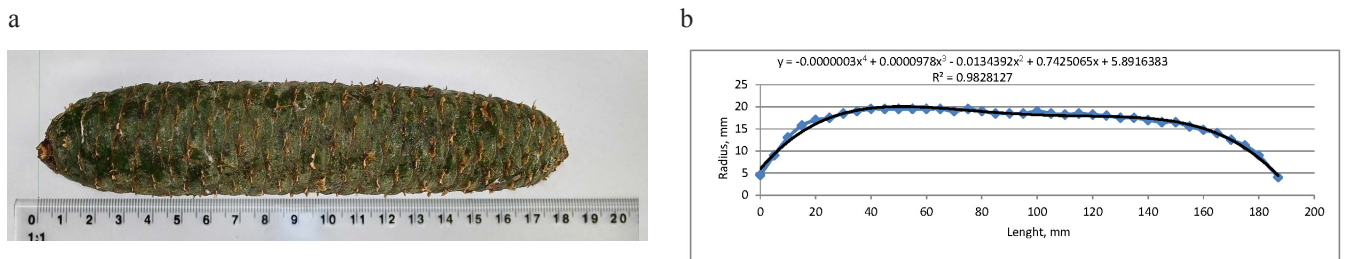 a
b
0 1 2 3 4 5 6 7 8 9 10 11 12 13 14 15 16 17 18 19 20
1:1
y = -0.0000003x⁴ + 0.0000978x³ - 0.0134392x² + 0.7425065x + 5.8916383
R² = 0.9828127
25
20
15
10
5
0
Radius, mm
0 20 40 60 80 100 120 140 160 180 200
Lenght, mm